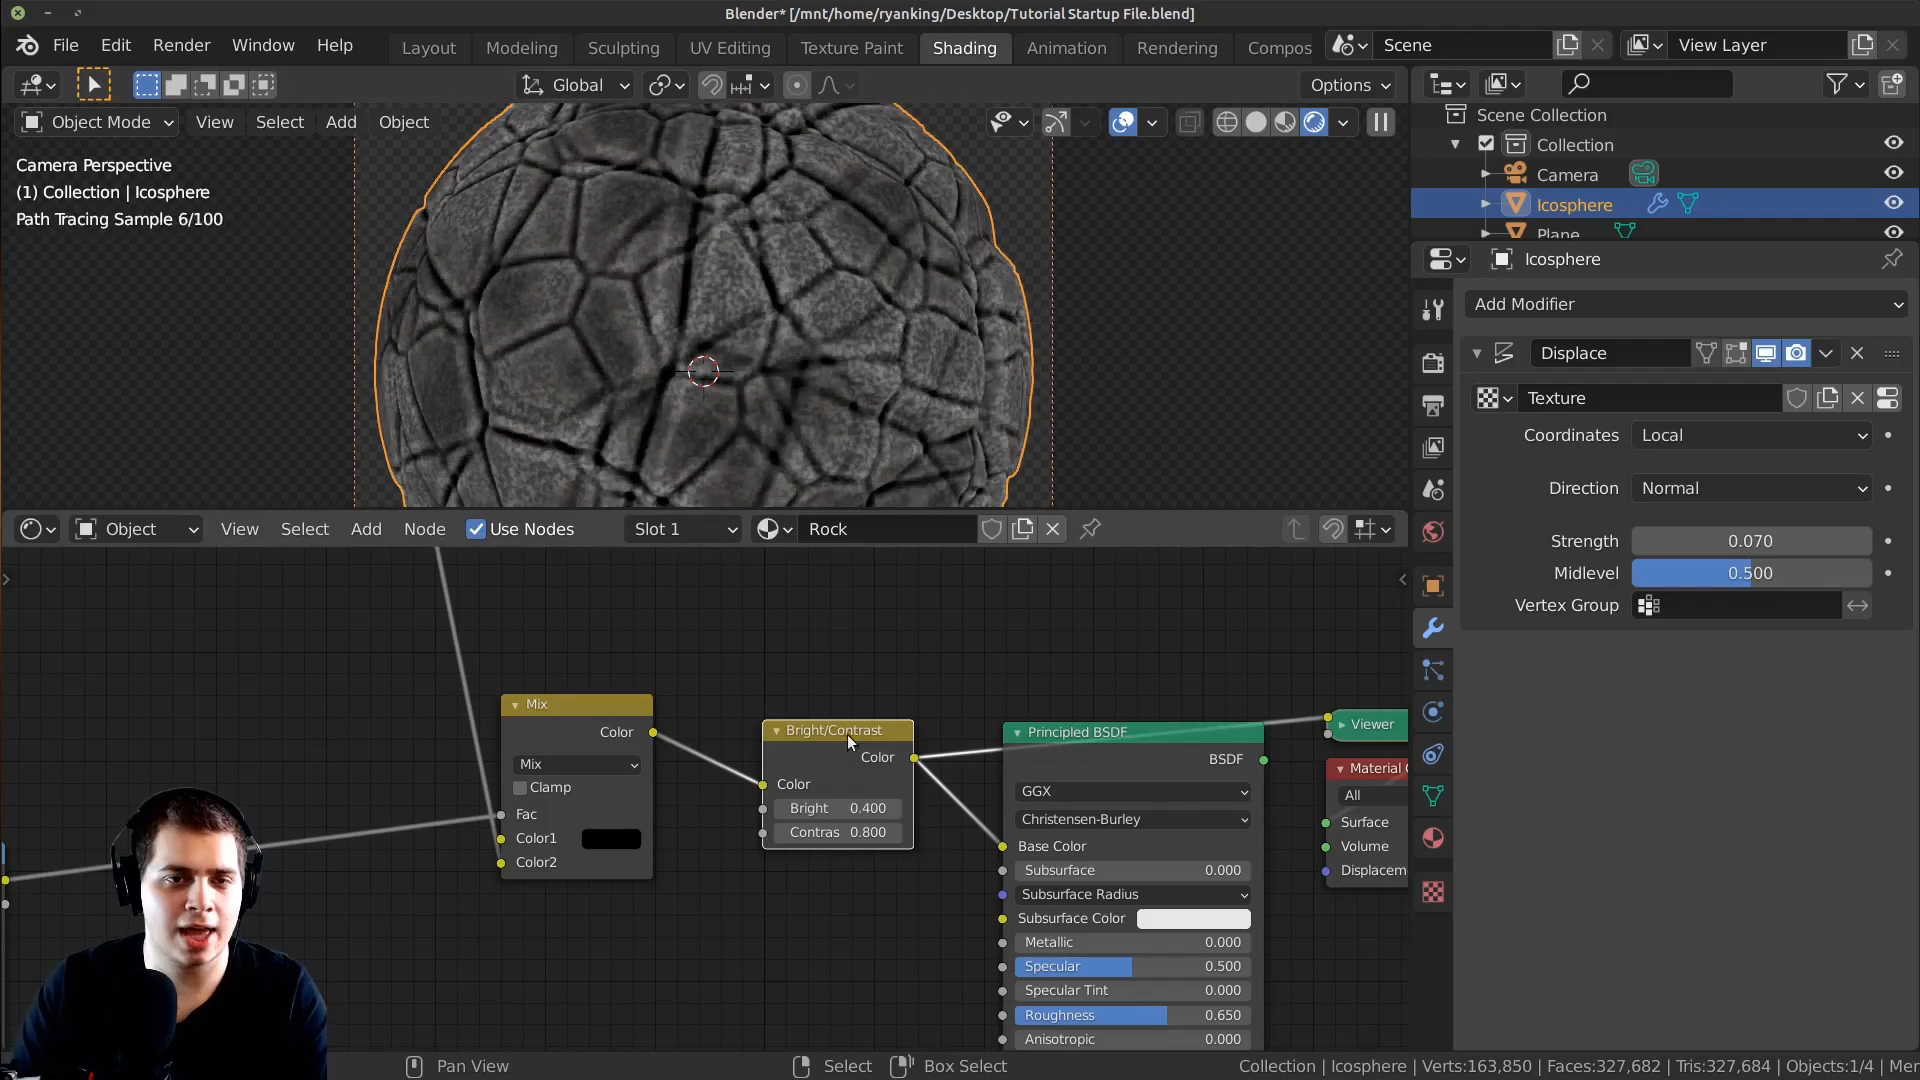 Blender* [/mnt/home/ryanking/Desktop/Tutorial Startup File.blend]
File Edit Render Window Help Layout Modeling Sculpting UV Editing Texture Paint Shading Animation Rendering Compos Scene View Layer
Global Options
Object Mode View Select Add Object
Camera Perspective
(1) Collection | Icosphere
Path Tracing Sample 6/100
Scene Collection
Collection
Camera
Icosphere
Plane
Icosphere
Add Modifier
Displace
Texture
Coordinates Local
Direction Normal
Strength 0.070
Midlevel 0.500
Vertex Group
Object View Select Add Node Use Nodes Slot 1 Rock
Mix
Color
Mix
Clamp
Fac
Color1
Color2
Bright/Contrast
Color
Color
Bright 0.400
Contras 0.800
Principled BSDF
BSDF
GGX
Christensen-Burley
Base Color
Subsurface 0.000
Subsurface Radius
Subsurface Color
Metallic 0.000
Specular 0.500
Specular Tint 0.000
Roughness 0.650
Anisotropic 0.000
Viewer
Material
All
Surface
Volume
Displacem
Pan View Select Box Select Collection | Icosphere | Verts:163,850 | Faces:327,682 | Tris:327,684 | Objects:1/4 | Mer